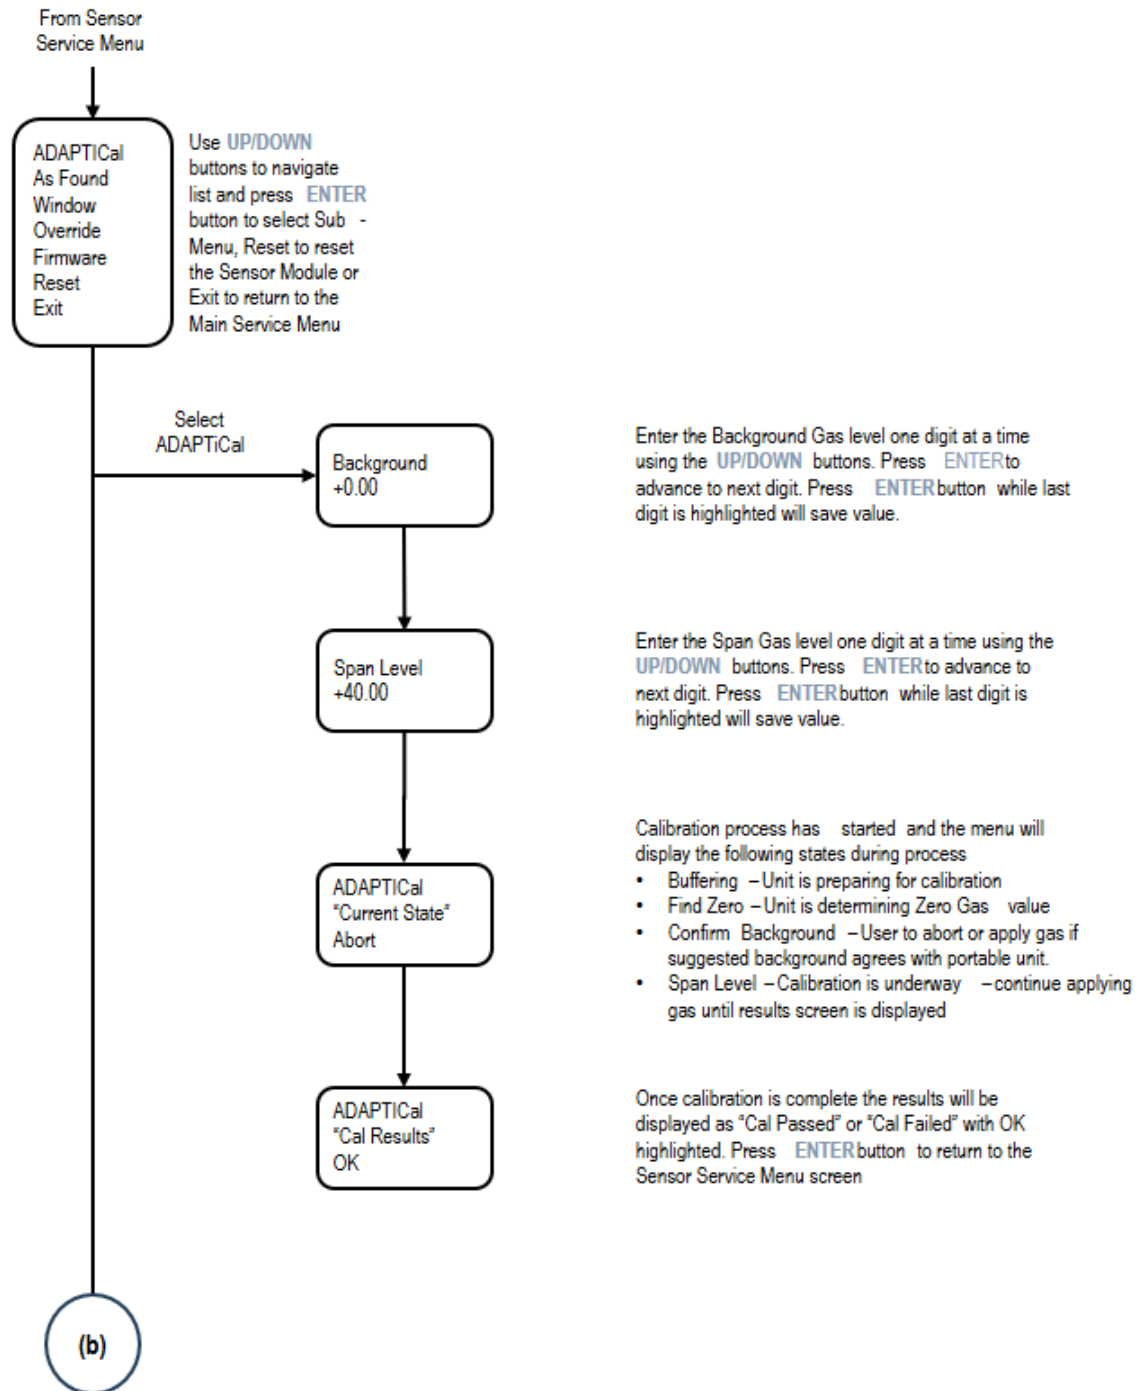 From Sensor
Service Menu
ADAPTICal
As Found
Window
Override
Firmware
Reset
Exit
Use UP/DOWN
buttons to navigate
list and press ENTER
button to select Sub -
Menu, Reset to reset
the Sensor Module or
Exit to return to the
Main Service Menu
Select
ADAPTiCal
Background
+0.00
Enter the Background Gas level one digit at a time
using the UP/DOWN buttons. Press ENTER to
advance to next digit. Press ENTER button while last
digit is highlighted will save value.
Span Level
+40.00
Enter the Span Gas level one digit at a time using the
UP/DOWN buttons. Press ENTER to advance to
next digit. Press ENTER button while last digit is
highlighted will save value.
ADAPTICal
"Current State"
Abort
Calibration process has started and the menu will
display the following states during process
• Buffering – Unit is preparing for calibration
• Find Zero – Unit is determining Zero Gas value
• Confirm Background – User to abort or apply gas if
suggested background agrees with portable unit.
• Span Level – Calibration is underway – continue applying
gas until results screen is displayed
ADAPTICal
"Cal Results"
OK
Once calibration is complete the results will be
displayed as "Cal Passed" or "Cal Failed" with OK
highlighted. Press ENTER button to return to the
Sensor Service Menu screen
(b)